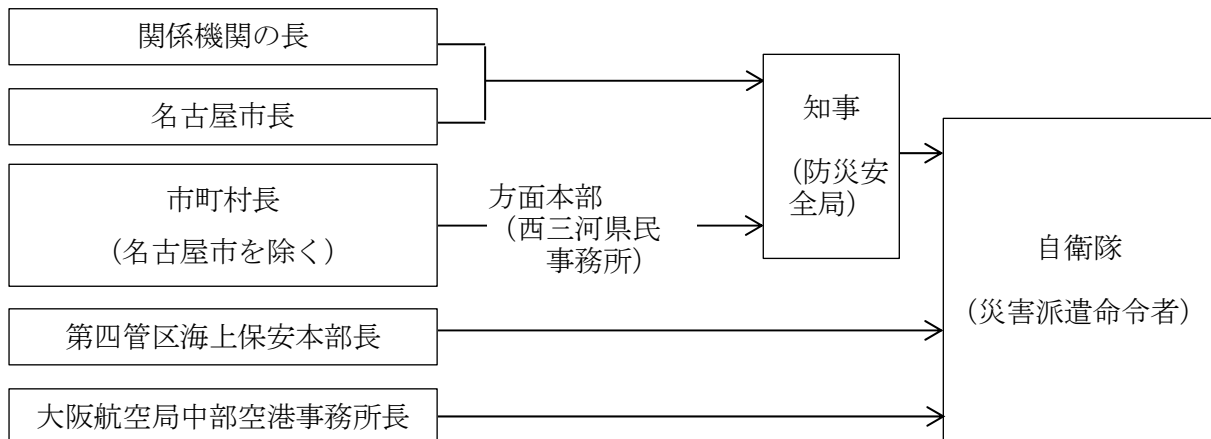 関係機関の長
名古屋市長
市町村長
（名古屋市を除く）
方面本部
（西三河県民
事務所）
知事
（防災安
全局）
自衛隊
（災害派遣命令者）
第四管区海上保安本部長
大阪航空局中部空港事務所長